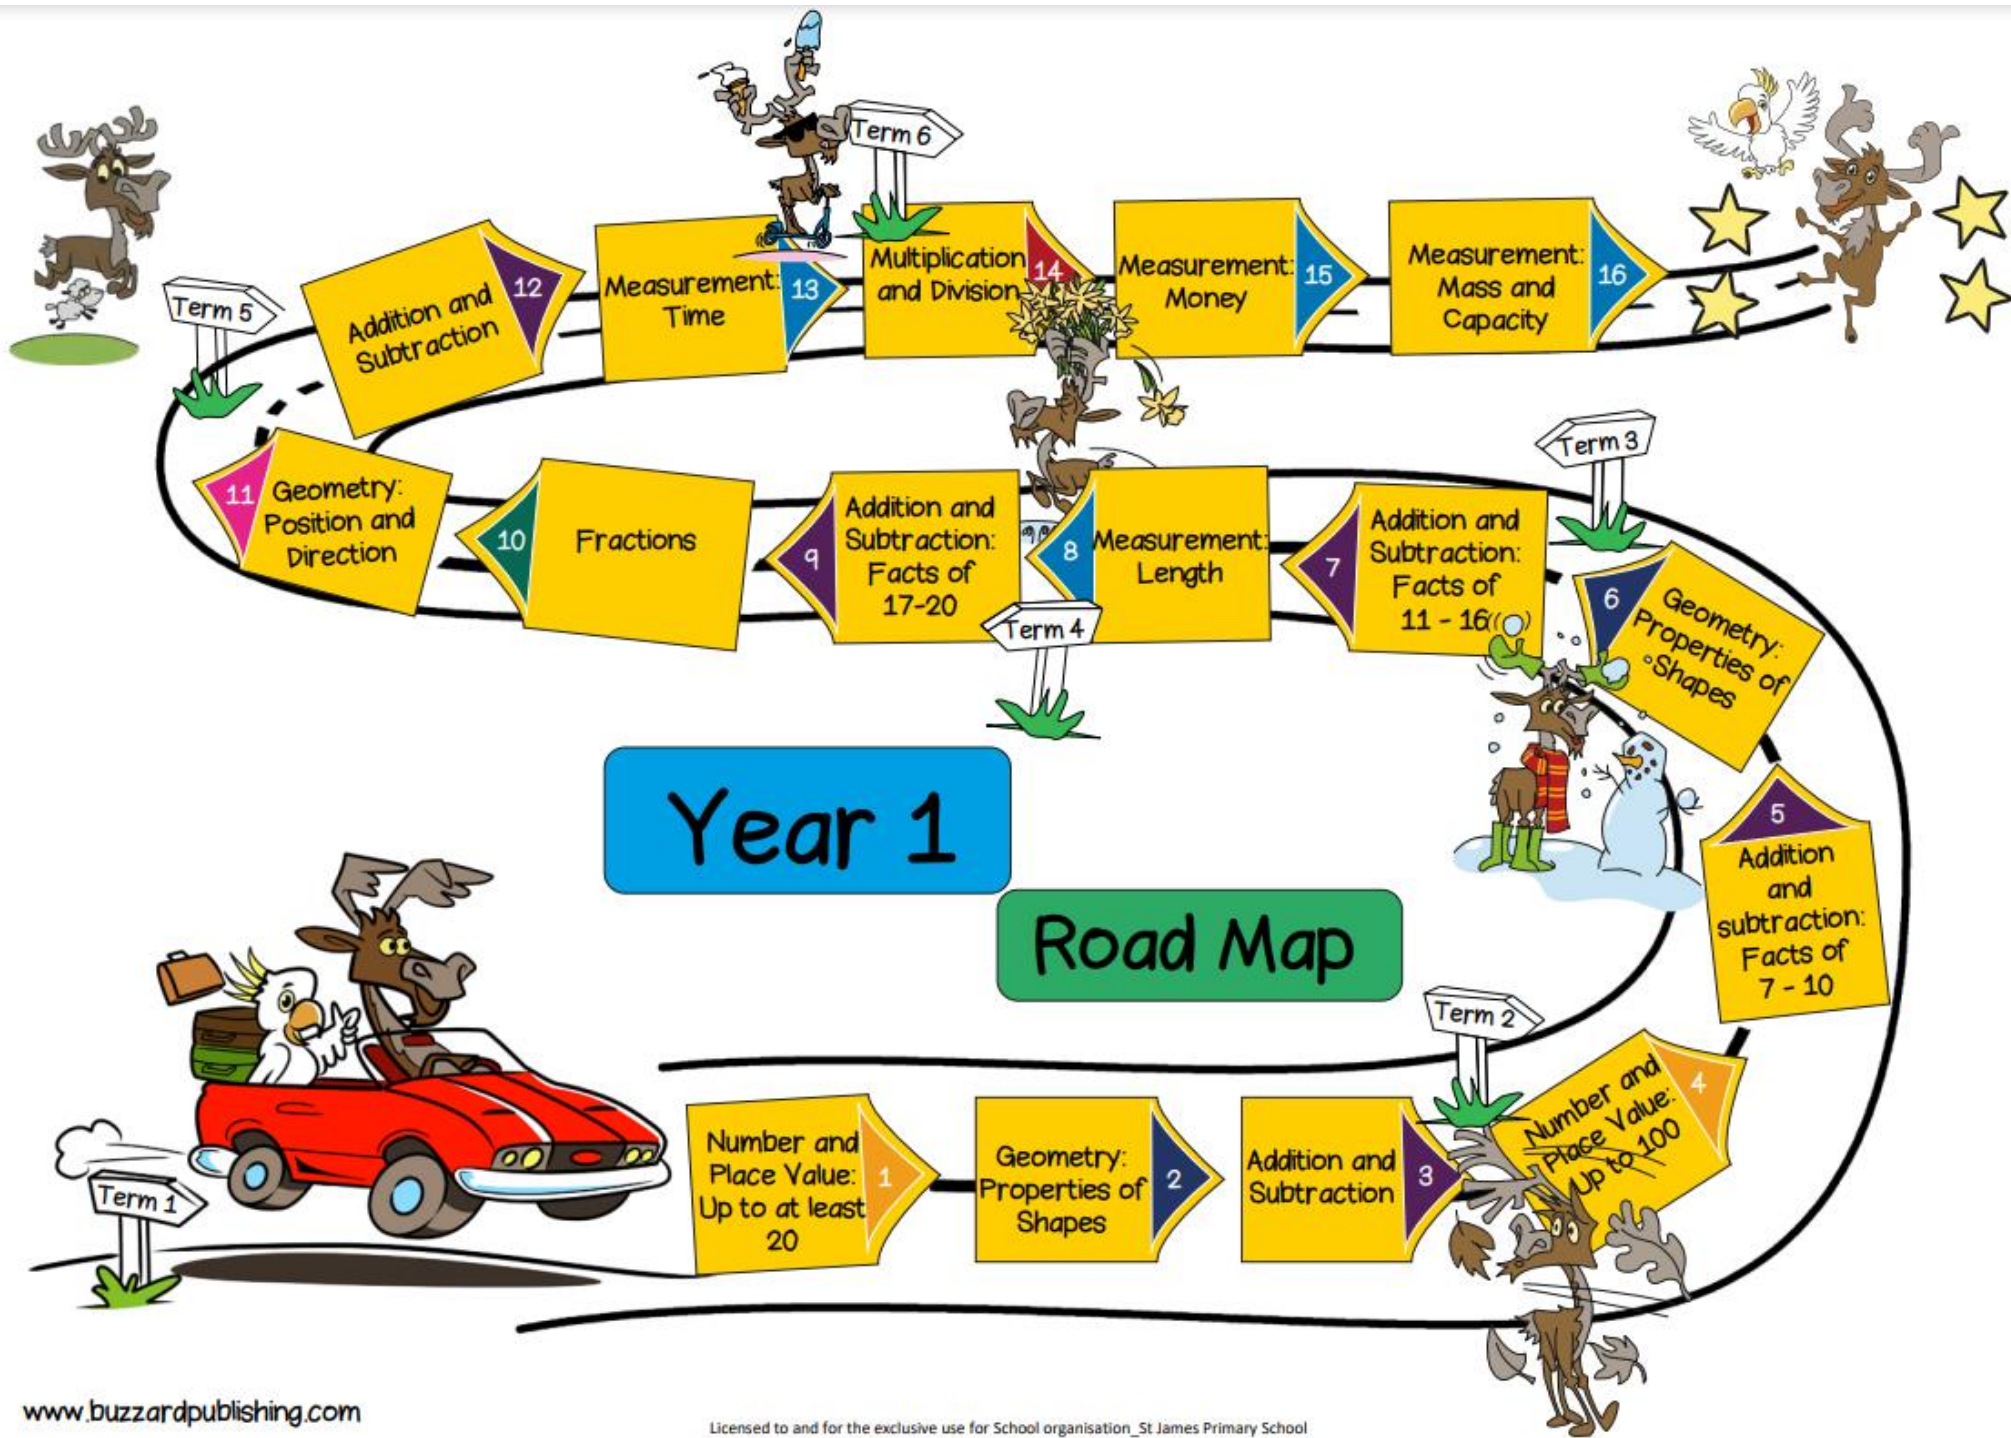 Term 6
Term 5
Addition and
Subtraction
12
Measurement:
Time
13
Multiplication
and Division
14
Measurement:
Money
15
Measurement:
Mass and
Capacity
16
Term 3
11
Geometry:
Position and
Direction
10
Fractions
9
Addition and
Subtraction:
Facts of
17-20
8
Measurement:
Length
7
Addition and
Subtraction:
Facts of
11 - 16
6
Geometry:
Properties of
Shapes
Term 4
5
Addition
and
subtraction:
Facts of
7 - 10
Year 1
Road Map
Term 2
Term 1
Number and
Place Value:
Up to at least
20
1
Geometry:
Properties of
Shapes
2
Addition and
Subtraction
3
Number and
Place Value:
Up to 100
4
www.buzzardpublishing.com
Licensed to and for the exclusive use for School organisation_St James Primary School